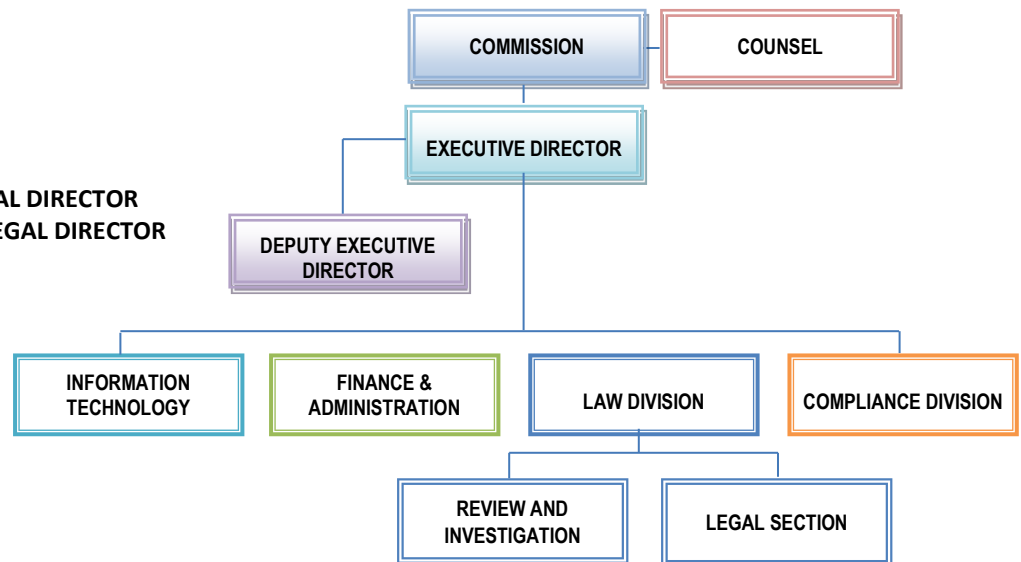 COMMISSION
COUNSEL
EXECUTIVE DIRECTOR
AL DIRECTOR
EGAL DIRECTOR
DEPUTY EXECUTIVE
DIRECTOR
INFORMATION
TECHNOLOGY
FINANCE &
ADMINISTRATION
LAW DIVISION
COMPLIANCE DIVISION
REVIEW AND
INVESTIGATION
LEGAL SECTION